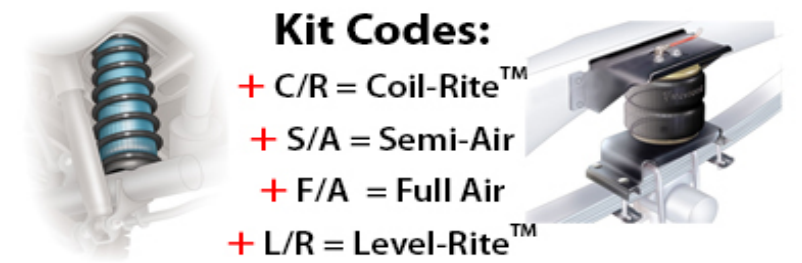 Kit Codes:
+ C/R = Coil-Rite™
+ S/A = Semi-Air
+ F/A = Full Air
+ L/R = Level-Rite™